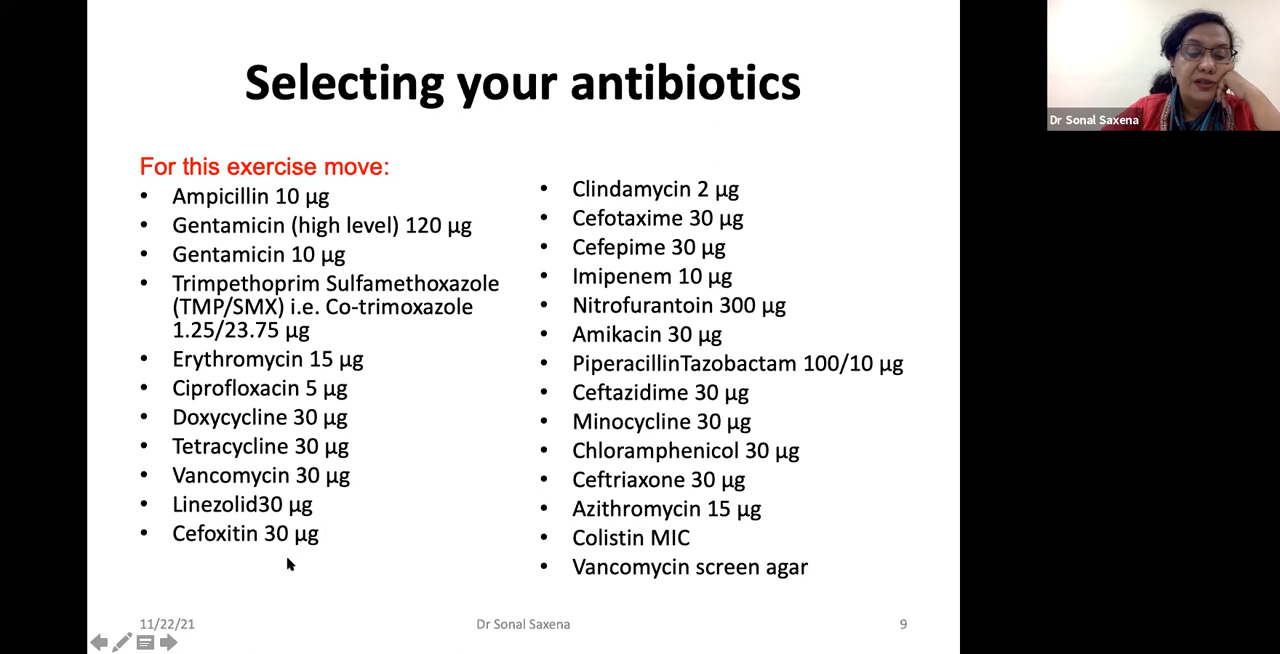 Selecting your antibiotics
For this exercise move:
• Ampicillin 10 µg
• Gentamicin (high level) 120 µg
• Gentamicin 10 µg
• Trimpethoprim Sulfamethoxazole
(TMP/SMX) i.e. Co-trimoxazole
1.25/23.75 µg
• Erythromycin 15 µg
• Ciprofloxacin 5 µg
• Doxycycline 30 µg
• Tetracycline 30 µg
• Vancomycin 30 µg
• Linezolid30 µg
• Cefoxitin 30 µg
• Clindamycin 2 µg
• Cefotaxime 30 µg
• Cefepime 30 µg
• Imipenem 10 µg
• Nitrofurantoin 300 µg
• Amikacin 30 µg
• PiperacillinTazobactam 100/10 µg
• Ceftazidime 30 µg
• Minocycline 30 µg
• Chloramphenicol 30 µg
• Ceftriaxone 30 µg
• Azithromycin 15 µg
• Colistin MIC
• Vancomycin screen agar
11/22/21
Dr Sonal Saxena
9
Dr Sonal Saxena